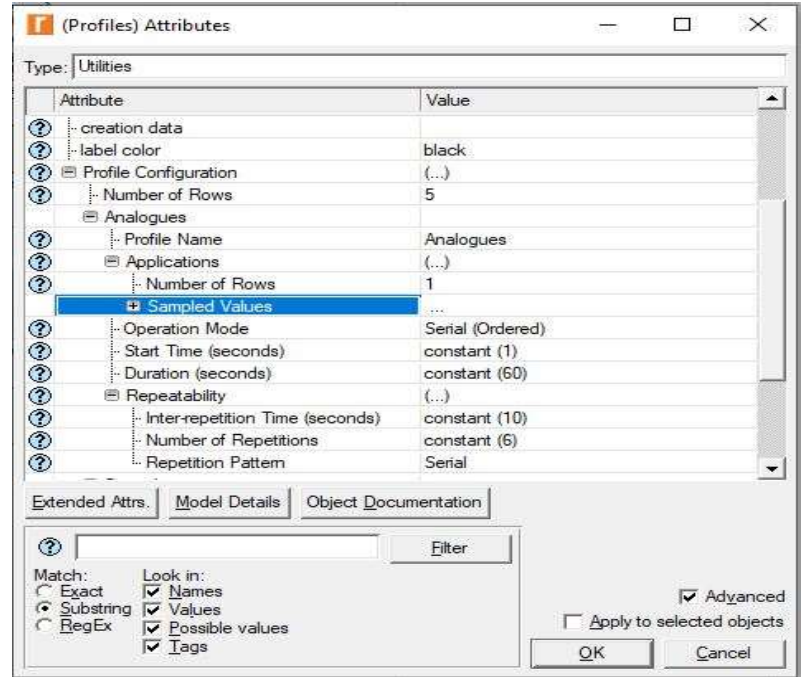 (Profiles) Attributes
Type: Utilities
Attribute Value
creation data
label color black
Profile Configuration (...)
Number of Rows 5
Analogues
Profile Name Analogues
Applications (...)
Number of Rows 1
Sampled Values ...
Operation Mode Serial (Ordered)
Start Time (seconds) constant (1)
Duration (seconds) constant (60)
Repeatability (...)
Inter-repetition Time (seconds) constant (10)
Number of Repetitions constant (6)
Repetition Pattern Serial
Extended Attrs. Model Details Object Documentation
Filter
Match: Look in:
Exact Names
Substring Values
RegEx Possible values
Tags
Advanced
Apply to selected objects
OK Cancel